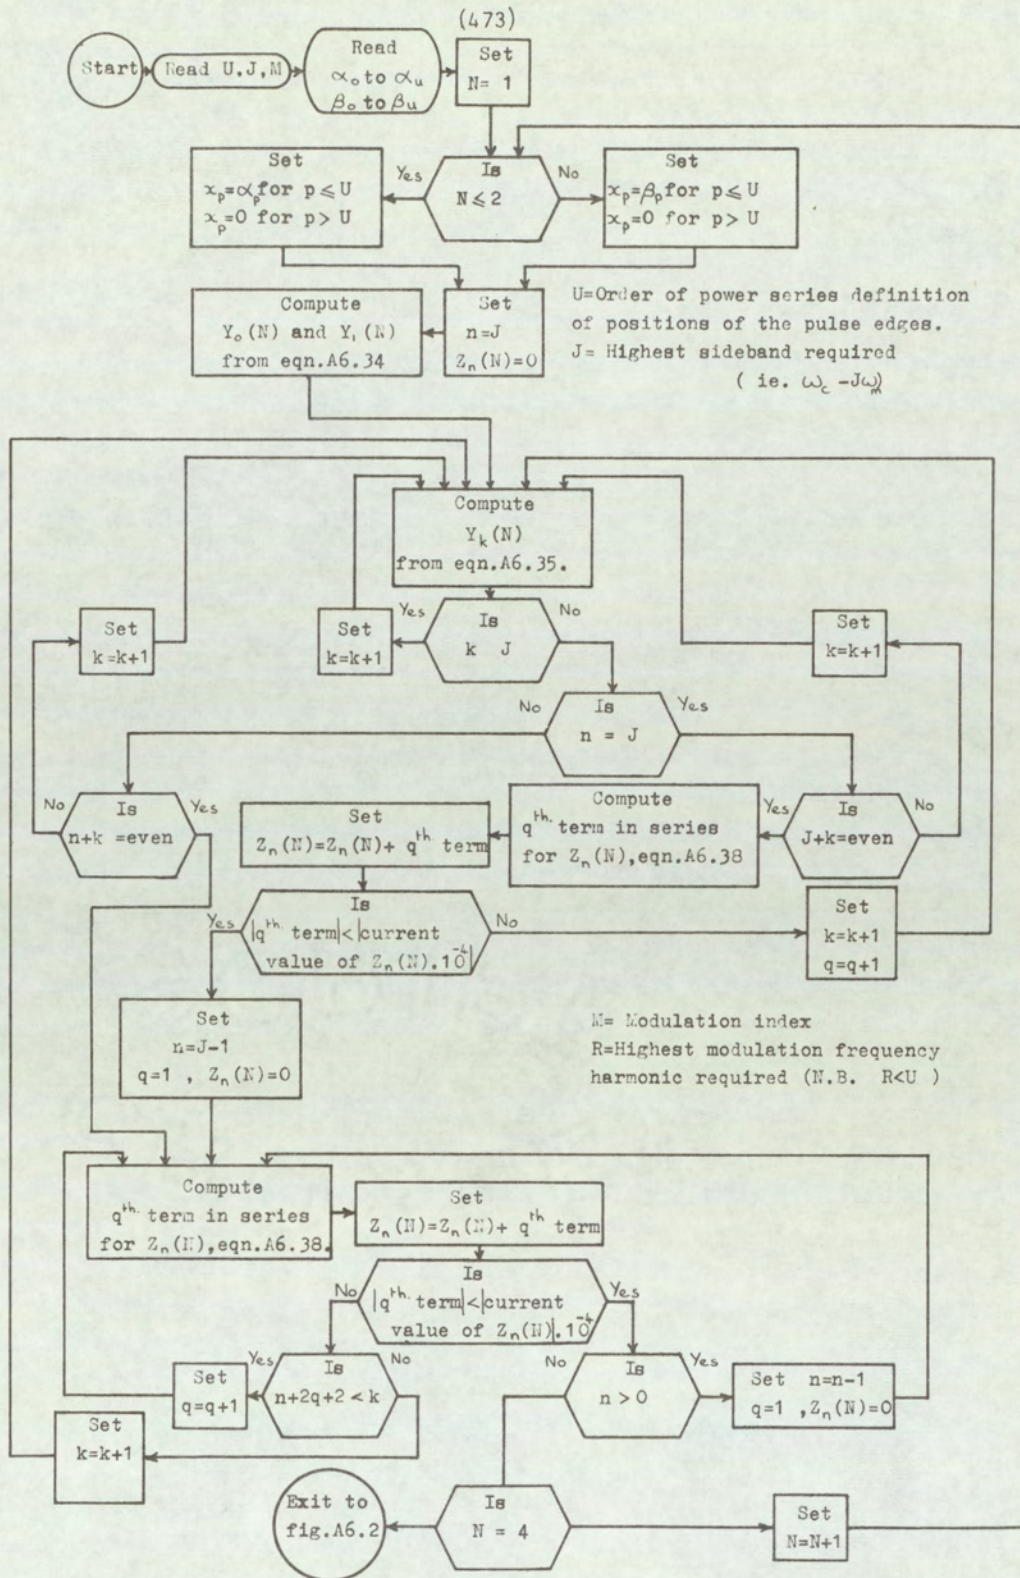 (473)
Start
Read U,J,M
Read
α₀ to αᵤ
β₀ to βᵤ
Set
N= 1
Set
xₚ=αₚ for p ≤ U
xₚ=0 for p > U
Yes
Is
N ≤ 2
No
Set
xₚ=βₚ for p ≤ U
xₚ=0 for p > U
Compute
Y₀(N) and Y₁(N)
from eqn.A6.34
Set
n=J
Zₙ(N)=0
U=Order of power series definition
of positions of the pulse edges.
J= Highest sideband required
( ie. ω_c -Jω_m)
Compute
Yₖ(N)
from eqn.A6.35.
Set
k=k+1
Set
k=k+1
Yes
Is
k J
No
Set
k=k+1
No
Is
n = J
Yes
No
Is
n+k =even
Yes
Set
Zₙ(N)=Zₙ(N)+ qᵗʰ term
Compute
qᵗʰ· term in series
for Zₙ(N),eqn.A6.38
Yes
Is
J+k=even
No
Yes
Is
|qᵗʰ· term|<|current
value of Zₙ(N).10⁻⁴|
No
Set
k=k+1
q=q+1
Set
n=J-1
q=1 , Zₙ(N)=0
M= Modulation index
R=Highest modulation frequency
harmonic required (N.B. R<U )
Compute
qᵗʰ· term in series
for Zₙ(N),eqn.A6.38.
Set
Zₙ(N)=Zₙ(N)+ qᵗʰ term
No
Is
|qᵗʰ· term|<|current
value of Zₙ(N)|.10⁻⁴
Yes
Set
q=q+1
Yes
Is
n+2q+2 < k
No
No
Is
n > 0
Yes
Set n=n-1
q=1 ,Zₙ(N)=0
Set
k=k+1
Exit to
fig.A6.2
Is
N = 4
Set
N=N+1